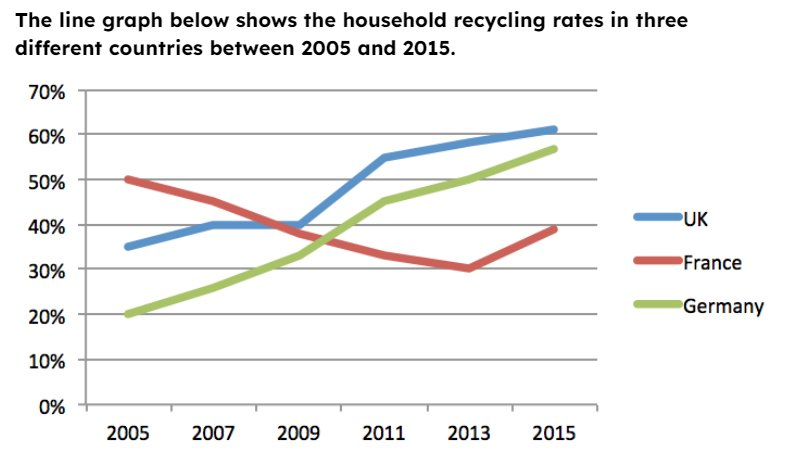 The line graph below shows the household recycling rates in three
different countries between 2005 and 2015.
70%
60%
50%
40%
30%
20%
10%
0%
2005 2007 2009 2011 2013 2015
UK
France
Germany